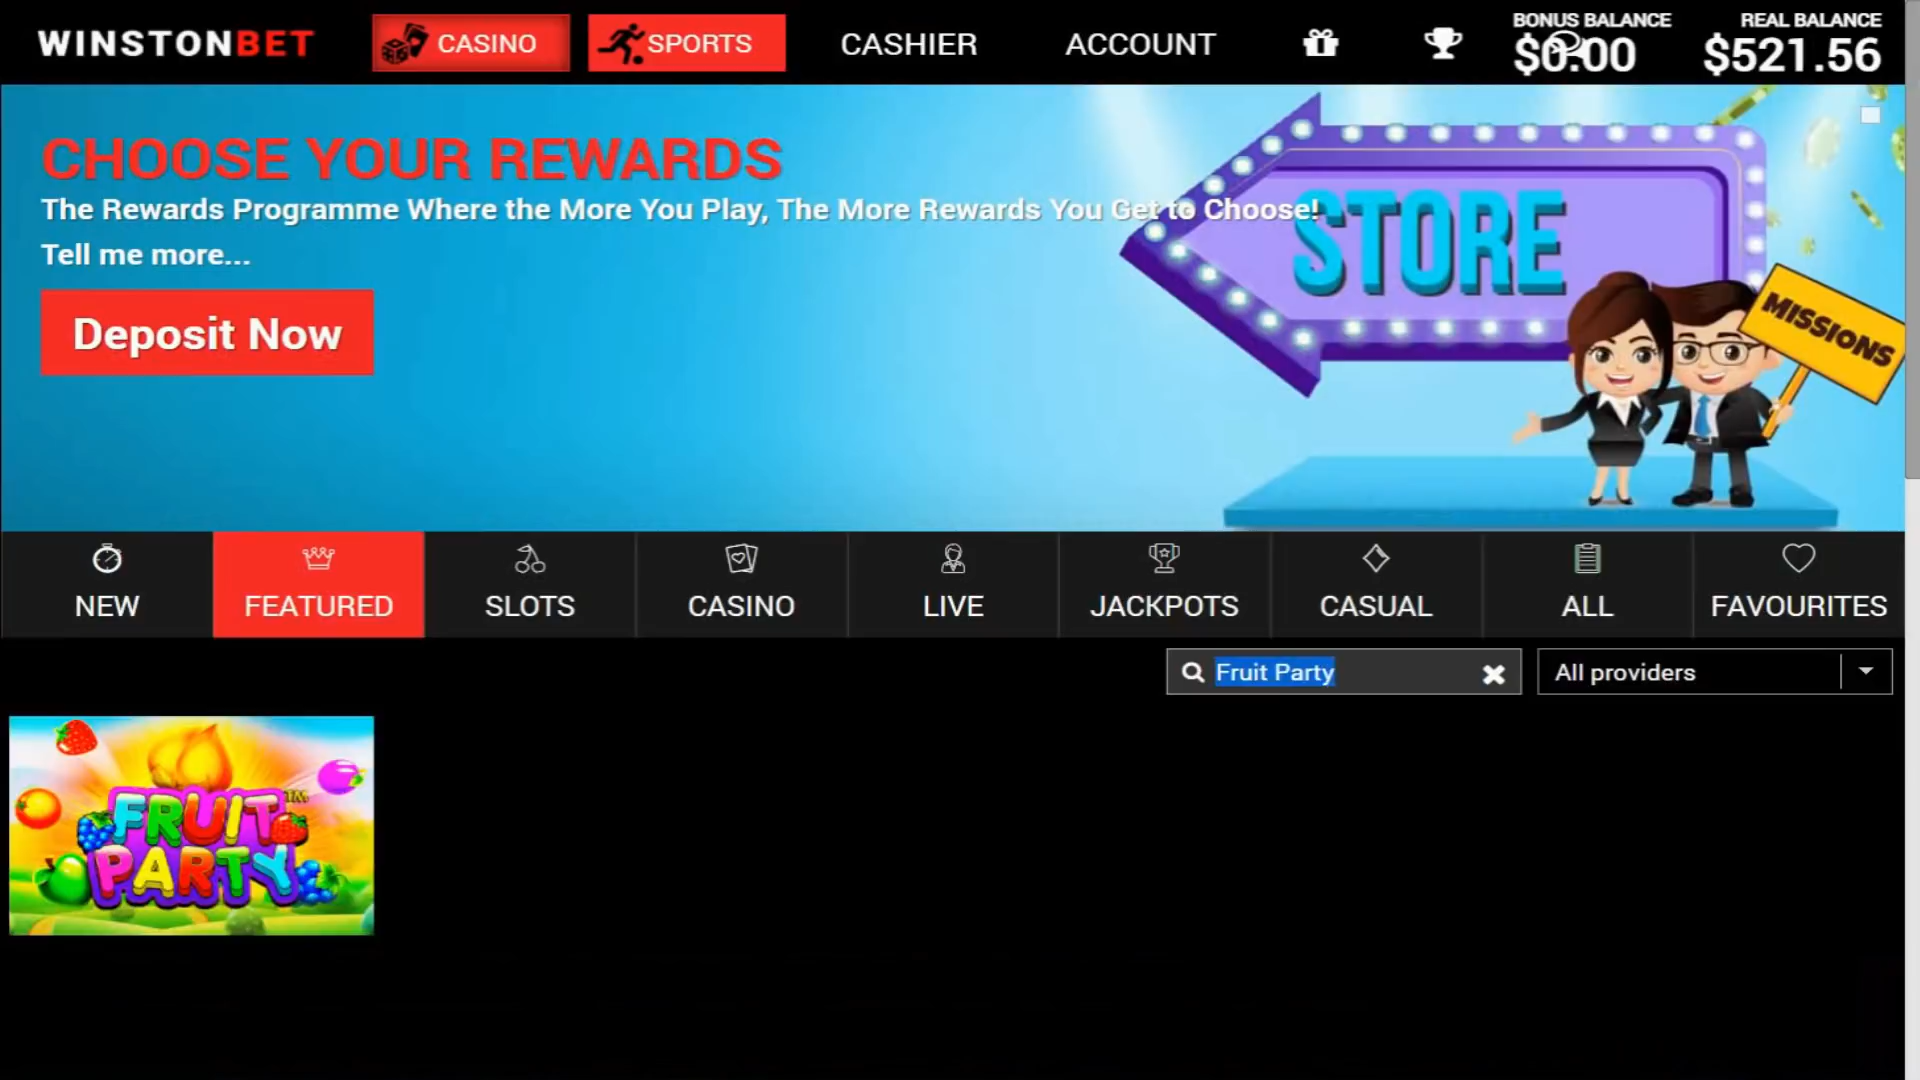 WINSTONBET
CASINO
SPORTS
CASHIER
ACCOUNT
BONUS BALANCE
$0.00
REAL BALANCE
$521.56
CHOOSE YOUR REWARDS
The Rewards Programme Where the More You Play, The More Rewards You Get to Choose!
Tell me more...
Deposit Now
STORE
MISSIONS
NEW
FEATURED
SLOTS
CASINO
LIVE
JACKPOTS
CASUAL
ALL
FAVOURITES
Fruit Party
All providers
FRUIT™
PARTY